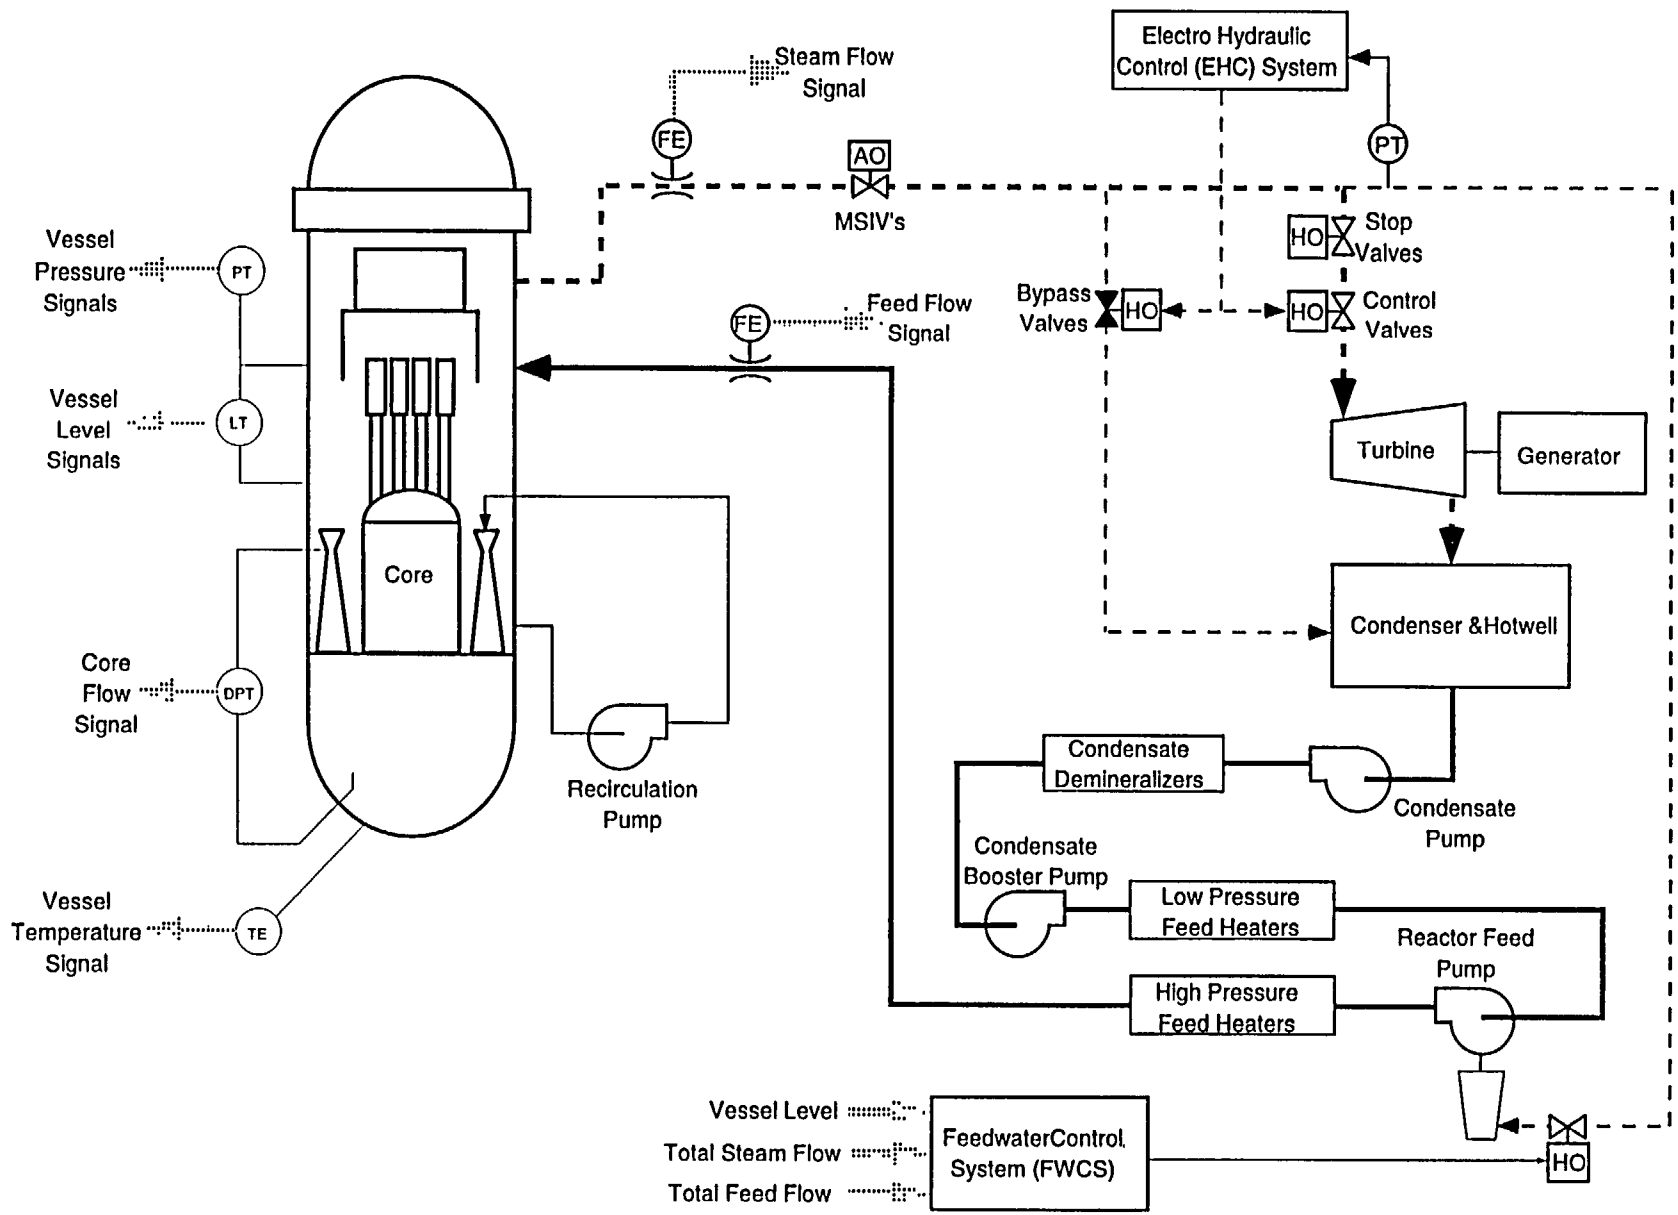 Electro Hydraulic
Control (EHC) System
Steam Flow
Signal
FE
PT
AO
MSIV's
HO
Stop
Valves
Vessel
Pressure
Signals
PT
Bypass
Valves
HO
HO
Control
Valves
Feed Flow
Signal
FE
Vessel
Level
Signals
LT
Turbine
Generator
Core
Condenser &Hotwell
Core
Flow
Signal
DPT
Recirculation
Pump
Condensate
Demineralizers
Condensate
Pump
Condensate
Booster Pump
Low Pressure
Feed Heaters
Reactor Feed
Pump
Vessel
Temperature
Signal
TE
High Pressure
Feed Heaters
Vessel Level
Total Steam Flow
Total Feed Flow
FeedwaterControl
System (FWCS)
HO